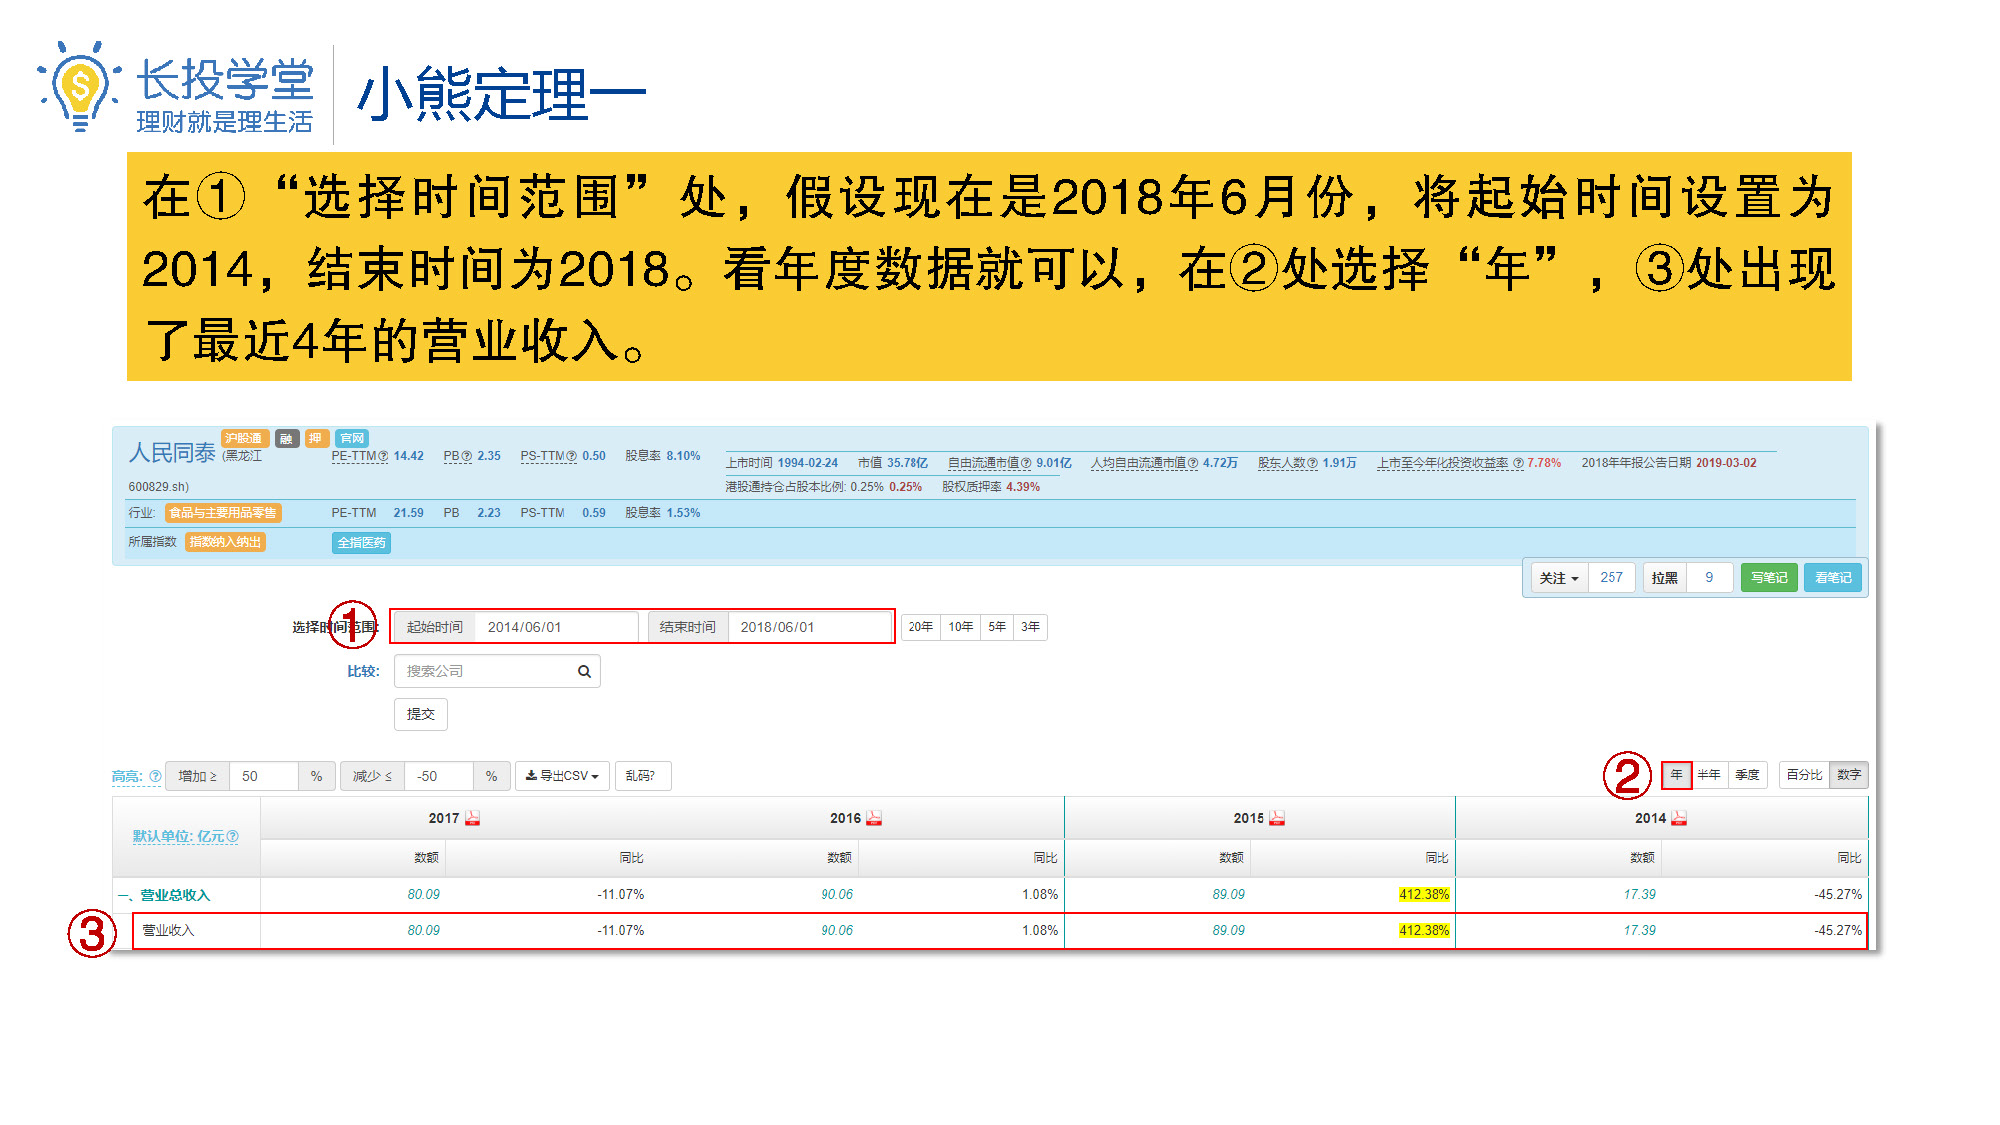 长投学堂
理财就是理生活
小熊定理一
在①“选择时间范围”处，假设现在是2018年6月份，将起始时间设置为
2014，结束时间为2018。看年度数据就可以，在②处选择“年”，③处出现
了最近4年的营业收入。
人民同泰 (黑龙江 沪股通 融 押 官网
600829.sh)
PE-TTM 14.42 PB 2.35 PS-TTM 0.50 股息率 8.10%
上市时间 1994-02-24 市值 35.78亿 自由流通市值 9.01亿 人均自由流通市值 4.72万 股东人数 1.91万 上市至今年化投资收益率 7.78% 2018年年报公告日期 2019-03-02
港股通持仓占股本比例: 0.25% 0.25% 股权质押率 4.39%
行业: 食品与主要用品零售 PE-TTM 21.59 PB 2.23 PS-TTM 0.59 股息率 1.53%
所属指数 指数纳入纳出 全指医药
关注 257 拉黑 9 写笔记 看笔记
① 选择时间范围: 起始时间 2014/06/01 结束时间 2018/06/01 20年 10年 5年 3年
比较: 搜索公司
提交
高亮: 增加 ≥ 50 % 减少 ≤ -50 % 导出CSV 乱码? ② 年 半年 季度 百分比 数字
默认单位: 亿元 2017 2016 2015 2014
数额 同比 数额 同比 数额 同比 数额 同比
一、营业总收入 80.09 -11.07% 90.06 1.08% 89.09 412.38% 17.39 -45.27%
③ 营业收入 80.09 -11.07% 90.06 1.08% 89.09 412.38% 17.39 -45.27%